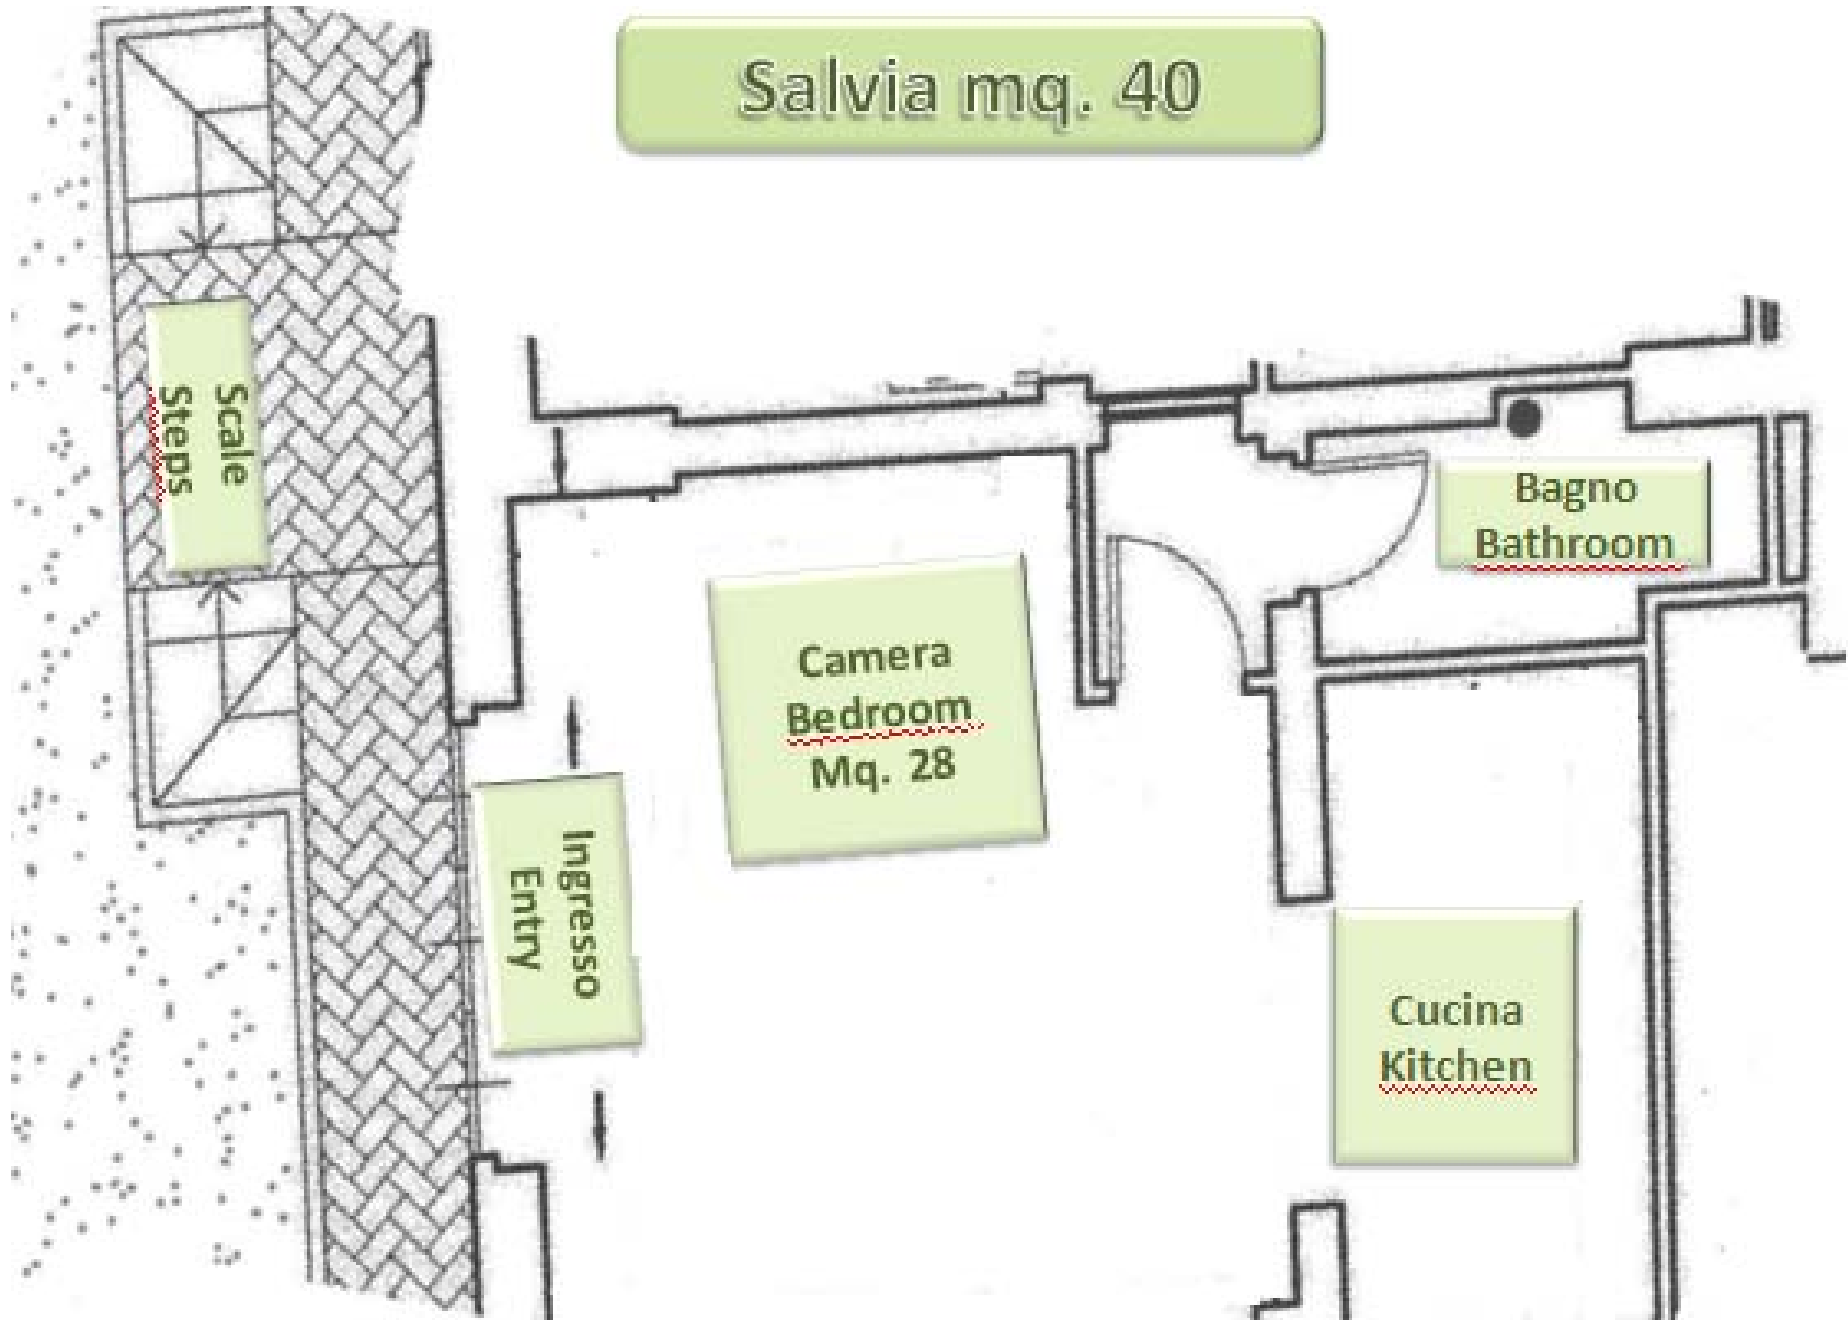 Salvia mq. 40
Scale
Steps
Bagno
Bathroom
Camera
Bedroom
Mq. 28
Ingresso
Entry
Cucina
Kitchen